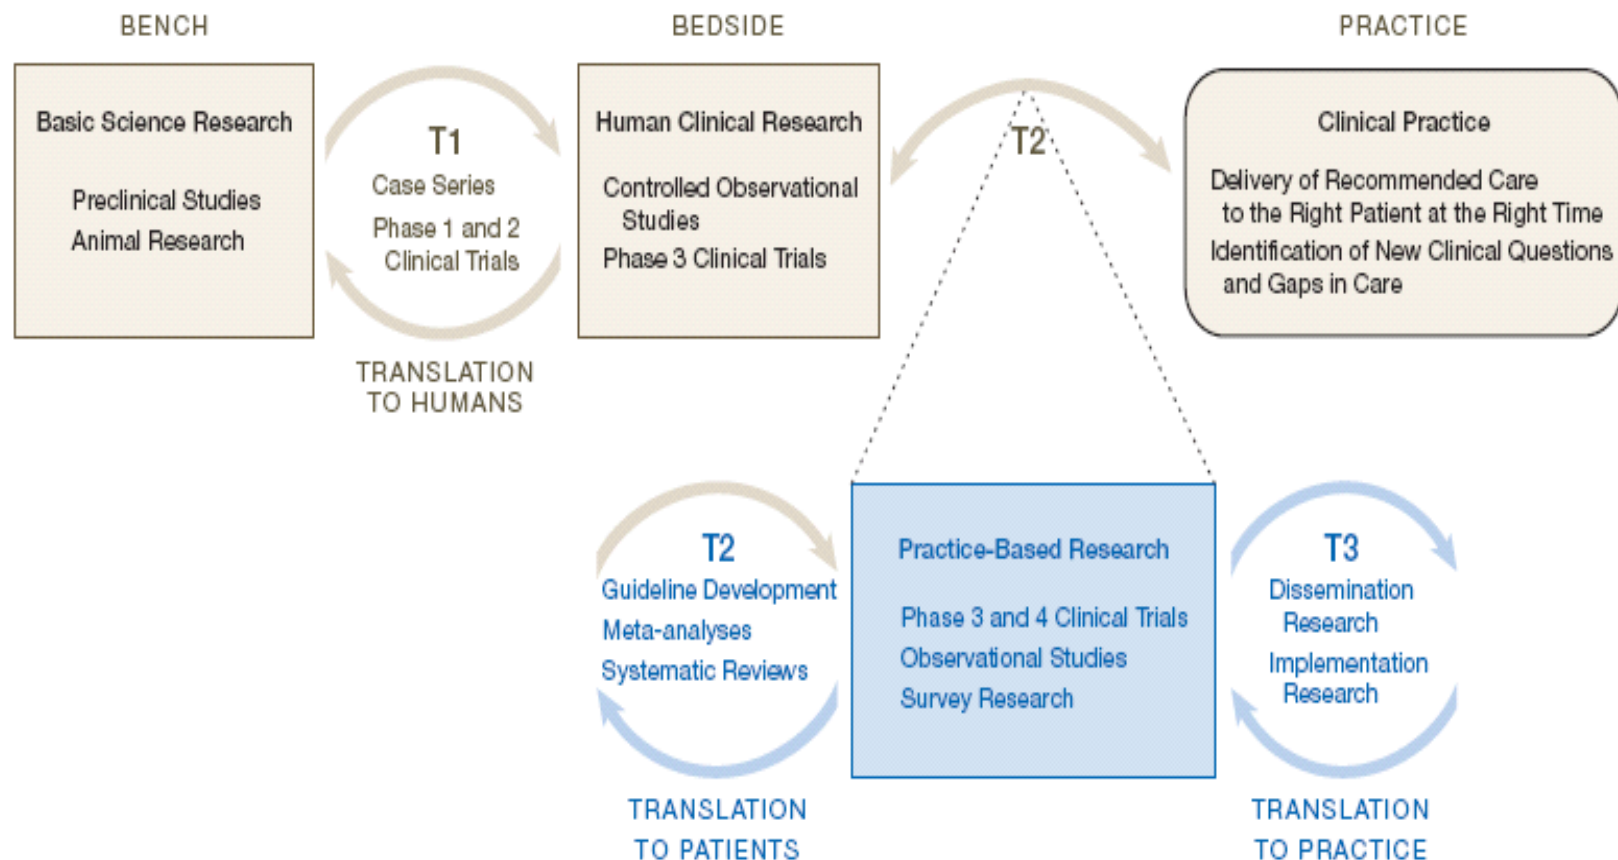 BENCH
BEDSIDE
PRACTICE
Basic Science Research
Preclinical Studies
Animal Research
T1
Case Series
Phase 1 and 2
Clinical Trials
TRANSLATION
TO HUMANS
Human Clinical Research
Controlled Observational
Studies
Phase 3 Clinical Trials
T2
Clinical Practice
Delivery of Recommended Care
to the Right Patient at the Right Time
Identification of New Clinical Questions
and Gaps in Care
T2
Guideline Development
Meta-analyses
Systematic Reviews
TRANSLATION
TO PATIENTS
Practice-Based Research
Phase 3 and 4 Clinical Trials
Observational Studies
Survey Research
T3
Dissemination
Research
Implementation
Research
TRANSLATION
TO PRACTICE